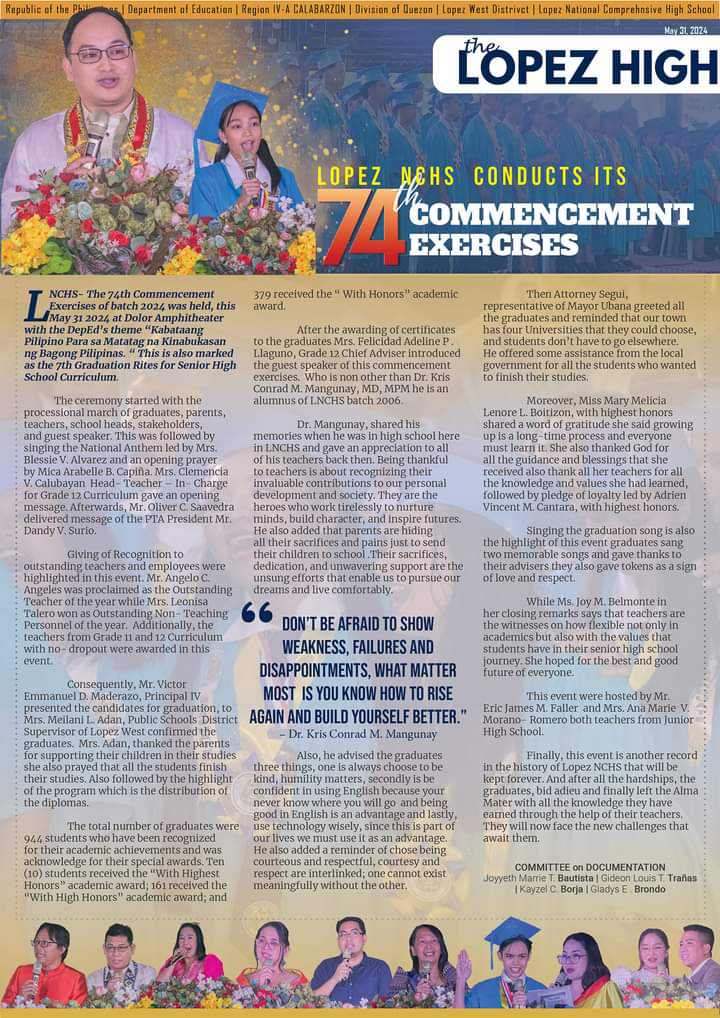 Republic of the | Department of Education | Region IV-A CALABARZON | Division of Quezon | Lopez West Distrivct | Lopez National Comprehnsive High School
May 31, 2024
the
LOPEZ HIGH
LOPEZ NCHS CONDUCTS ITS
74th COMMENCEMENT
EXERCISES
LNCHS- The 74th Commencement
Exercises of batch 2024 was held, this
May 31 2024 at Dolor Amphitheater
with the DepEd's theme “Kabataang
Pilipino Para sa Matatag na Kinabukasan
ng Bagong Pilipinas. “ This is also marked
as the 7th Graduation Rites for Senior High
School Curriculum.
The ceremony started with the
processional march of graduates, parents,
teachers, school heads, stakeholders,
and guest speaker. This was followed by
singing the National Anthem led by Mrs.
Blessie V. Alvarez and an opening prayer
by Mica Arabelle B. Capiña. Mrs. Clemencia
V. Calubayan Head- Teacher – In- Charge
for Grade 12 Curriculum gave an opening
message. Afterwards, Mr. Oliver C. Saavedra
delivered message of the PTA President Mr.
Dandy V. Surio.
Giving of Recognition to
outstanding teachers and employees were
highlighted in this event. Mr. Angelo C.
Angeles was proclaimed as the Outstanding
Teacher of the year while Mrs. Leonisa
Talero won as Outstanding Non- Teaching
Personnel of the year. Additionally, the
teachers from Grade 11 and 12 Curriculum
with no- dropout were awarded in this
event.
Consequently, Mr. Victor
Emmanuel D. Maderazo, Principal IV
presented the candidates for graduation, to
Mrs. Meilani L. Adan, Public Schools District
Supervisor of Lopez West confirmed the
graduates. Mrs. Adan, thanked the parents
for supporting their children in their studies
she also prayed that all the students finish
their studies. Also followed by the highlight
of the program which is the distribution of
the diplomas.
The total number of graduates were
944 students who have been recognized
for their academic achievements and was
acknowledge for their special awards. Ten
(10) students received the “With Highest
Honors” academic award; 161 received the
“With High Honors” academic award; and
379 received the “ With Honors” academic
award.
After the awarding of certificates
to the graduates Mrs. Felicidad Adeline P .
Llaguno, Grade 12 Chief Adviser introduced
the guest speaker of this commencement
exercises. Who is non other than Dr. Kris
Conrad M. Mangunay, MD, MPM he is an
alumnus of LNCHS batch 2006.
Dr. Mangunay, shared his
memories when he was in high school here
in LNCHS and gave an appreciation to all
of his teachers back then. Being thankful
to teachers is about recognizing their
invaluable contributions to our personal
development and society. They are the
heroes who work tirelessly to nurture
minds, build character, and inspire futures.
He also added that parents are hiding
all their sacrifices and pains just to send
their children to school .Their sacrifices,
dedication, and unwavering support are the
unsung efforts that enable us to pursue our
dreams and live comfortably.
“ DON’T BE AFRAID TO SHOW
WEAKNESS, FAILURES AND
DISAPPOINTMENTS, WHAT MATTER
MOST IS YOU KNOW HOW TO RISE
AGAIN AND BUILD YOURSELF BETTER.”
– Dr. Kris Conrad M. Mangunay
Also, he advised the graduates
three things, one is always choose to be
kind, humility matters, secondly is be
confident in using English because your
never know where you will go and being
good in English is an advantage and lastly,
use technology wisely, since this is part of
our lives we must use it as an advantage.
He also added a reminder of chose being
courteous and respectful, courtesy and
respect are interlinked; one cannot exist
meaningfully without the other.
Then Attorney Segui,
representative of Mayor Ubana greeted all
the graduates and reminded that our town
has four Universities that they could choose,
and students don’t have to go elsewhere.
He offered some assistance from the local
government for all the students who wanted
to finish their studies.
Moreover, Miss Mary Melicia
Lenore L. Boitizon, with highest honors
shared a word of gratitude she said growing
up is a long-time process and everyone
must learn it. She also thanked God for
all the guidance and blessings that she
received also thank all her teachers for all
the knowledge and values she had learned,
followed by pledge of loyalty led by Adrien
Vincent M. Cantara, with highest honors.
Singing the graduation song is also
the highlight of this event graduates sang
two memorable songs and gave thanks to
their advisers they also gave tokens as a sign
of love and respect.
While Ms. Joy M. Belmonte in
her closing remarks says that teachers are
the witnesses on how flexible not only in
academics but also with the values that
students have in their senior high school
journey. She hoped for the best and good
future of everyone.
This event were hosted by Mr.
Eric James M. Faller and Mrs. Ana Marie V.
Morano- Romero both teachers from Junior
High School.
Finally, this event is another record
in the history of Lopez NCHS that will be
kept forever. And after all the hardships, the
graduates, bid adieu and finally left the Alma
Mater with all the knowledge they have
earned through the help of their teachers.
They will now face the new challenges that
await them.
COMMITTEE on DOCUMENTATION
Joyyeth Marrie T. Bautista | Gideon Louis T. Trañas
| Kayzel C. Borja | Gladys E . Brondo